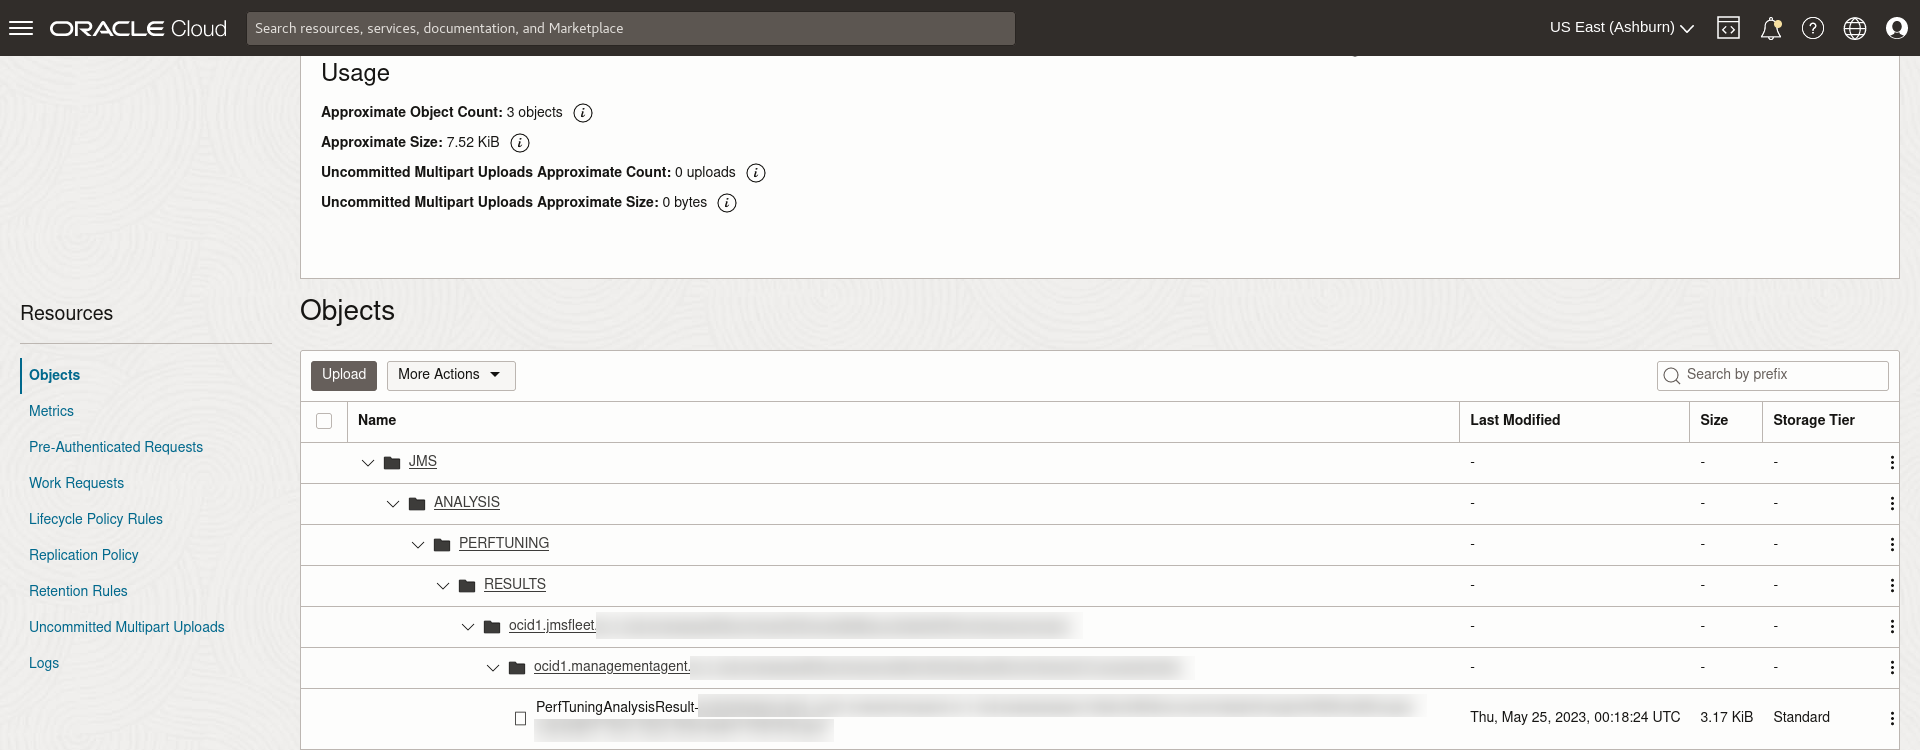 ORACLE Cloud
Search resources, services, documentation, and Marketplace
US East (Ashburn)
Usage
Approximate Object Count: 3 objects
Approximate Size: 7.52 KiB
Uncommitted Multipart Uploads Approximate Count: 0 uploads
Uncommitted Multipart Uploads Approximate Size: 0 bytes
Resources
Objects
Metrics
Pre-Authenticated Requests
Work Requests
Lifecycle Policy Rules
Replication Policy
Retention Rules
Uncommitted Multipart Uploads
Logs
Objects
Upload More Actions Search by prefix
Name Last Modified Size Storage Tier
JMS - - -
ANALYSIS - - -
PERFTUNING - - -
RESULTS - - -
ocid1.jmsfleet. - - -
ocid1.managementagent. - - -
PerfTuningAnalysisResult- Thu, May 25, 2023, 00:18:24 UTC 3.17 KiB Standard